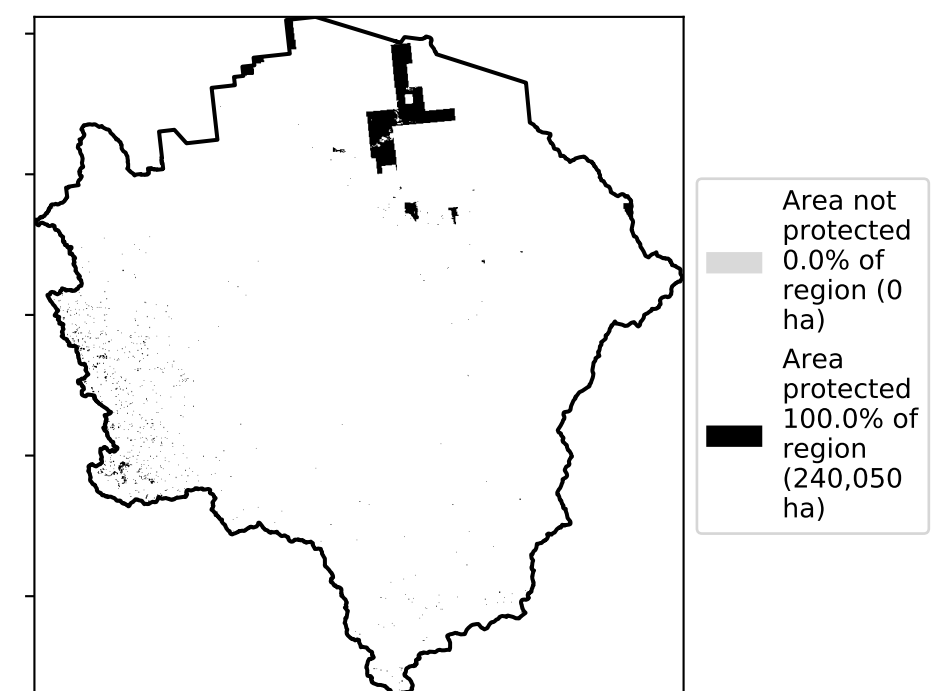 Area not
protected
0.0% of
region (0
ha)
Area
protected
100.0% of
region
(240,050
ha)